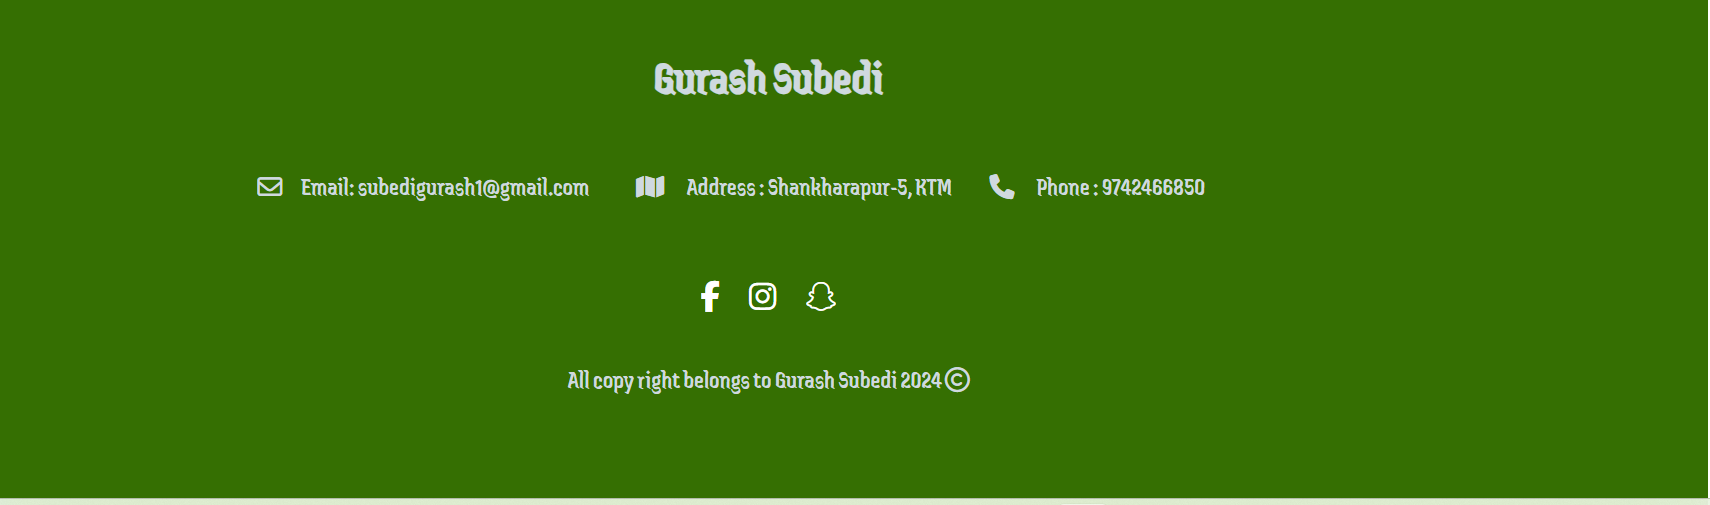 Gurash Subedi
Email: subedigurash1@gmail.com Address : Shankharapur-5, KTM Phone : 9742466850
All copy right belongs to Gurash Subedi 2024 ©